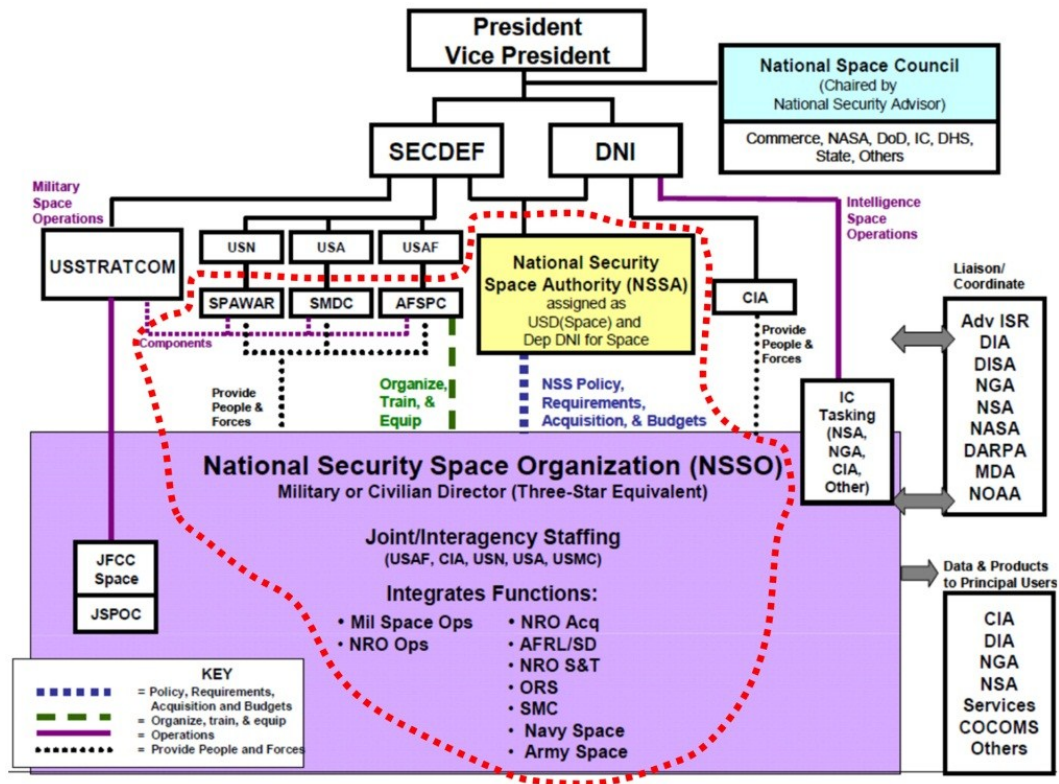 President
Vice President
National Space Council
(Chaired by
National Security Advisor)
Commerce, NASA, DoD, IC, DHS,
State, Others
SECDEF
DNI
Military
Space
Operations
Intelligence
Space
Operations
USSTRATCOM
USN
USA
USAF
SPAWAR
SMDC
AFSPC
Components
National Security
Space Authority (NSSA)
assigned as
USD(Space) and
Dep DNI for Space
CIA
Provide
People &
Forces
Liaison/
Coordinate
Adv ISR
DIA
DISA
NGA
NSA
NASA
DARPA
MDA
NOAA
Provide
People &
Forces
Organize,
Train, &
Equip
NSS Policy,
Requirements,
Acquisition, & Budgets
IC
Tasking
(NSA,
NGA,
CIA,
Other)
National Security Space Organization (NSSO)
Military or Civilian Director (Three-Star Equivalent)
Joint/Interagency Staffing
(USAF, CIA, USN, USA, USMC)
Integrates Functions:
• Mil Space Ops
• NRO Ops
• NRO Acq
• AFRL/SD
• NRO S&T
• ORS
• SMC
• Navy Space
• Army Space
JFCC
Space
JSPOC
Data & Products
to Principal Users
CIA
DIA
NGA
NSA
Services
COCOMS
Others
KEY
= Policy, Requirements,
Acquisition and Budgets
= Organize, train, & equip
= Operations
= Provide People and Forces